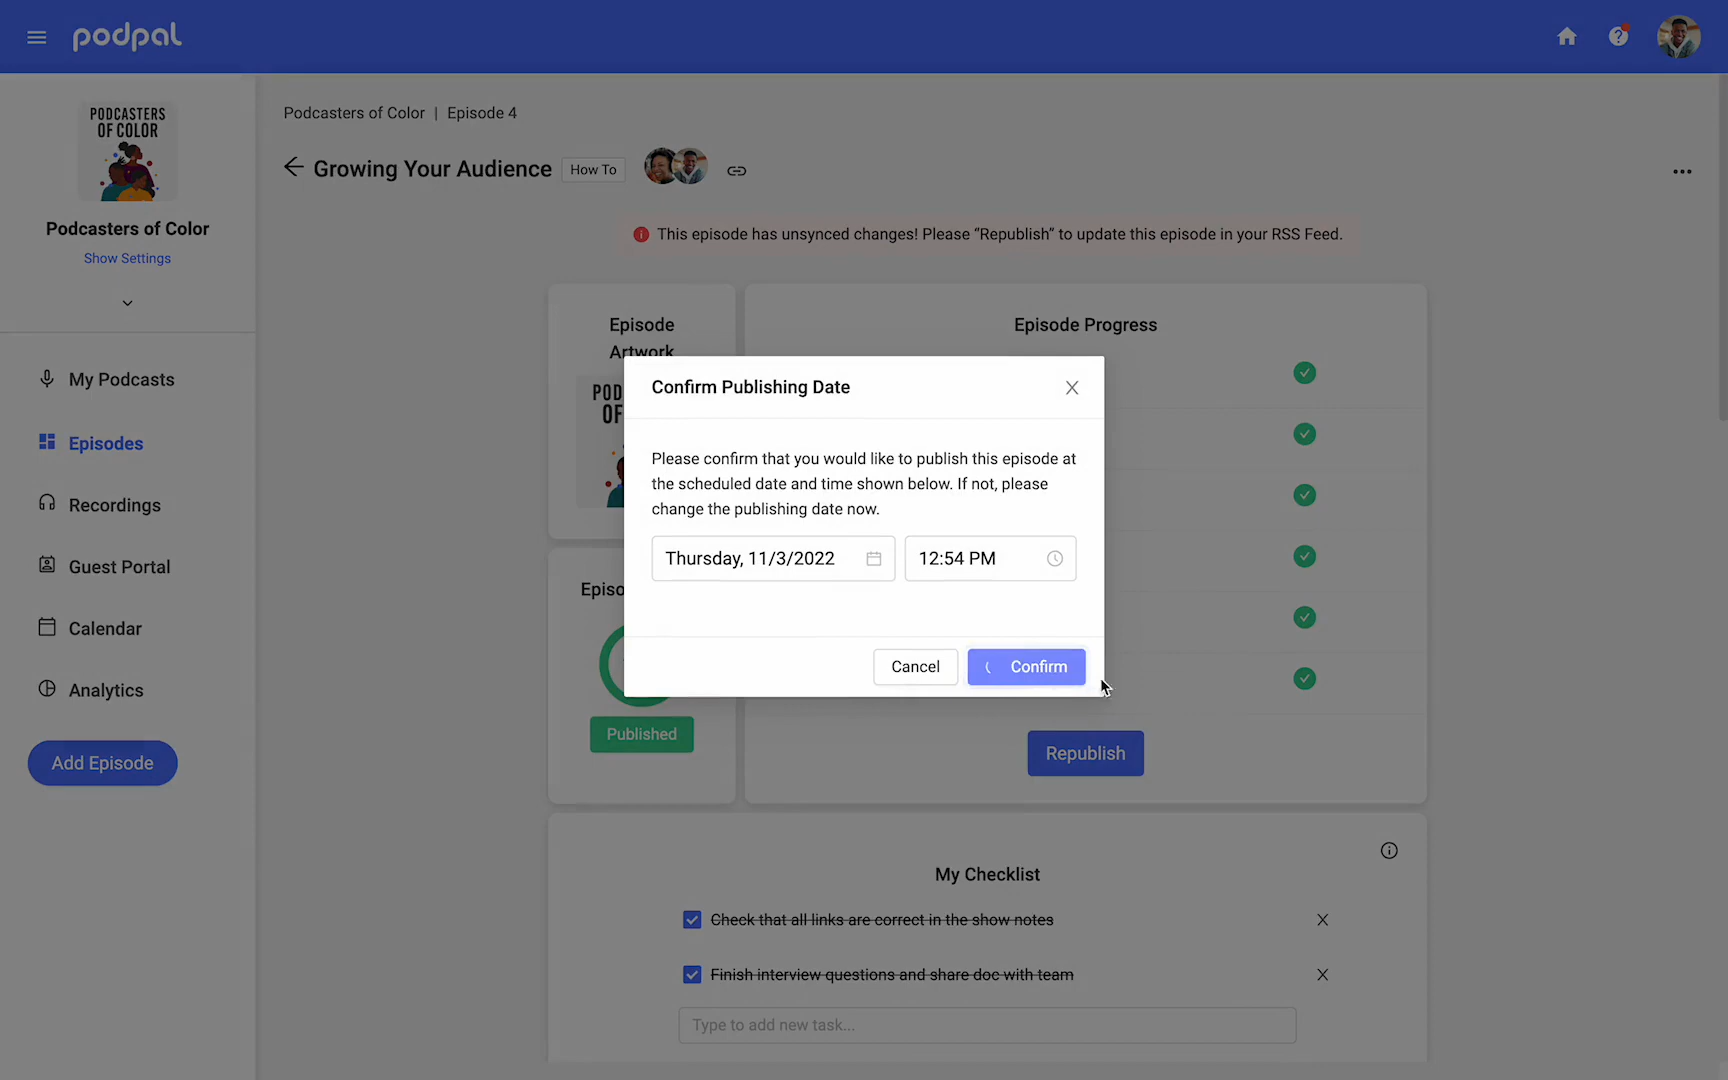 podpal
PODCASTERS
OF COLOR
Podcasters of Color
Show Settings
My Podcasts
Episodes
Recordings
Guest Portal
Calendar
Analytics
Add Episode
Podcasters of Color | Episode 4
Growing Your Audience
How To
This episode has unsynced changes! Please “Republish” to update this episode in your RSS Feed.
Episode
Artwork
POD
OF
Episode Progress
Confirm Publishing Date
Please confirm that you would like to publish this episode at
the scheduled date and time shown below. If not, please
change the publishing date now.
Thursday, 11/3/2022
12:54 PM
Cancel
Confirm
Episo
Published
Republish
My Checklist
Check that all links are correct in the show notes
Finish interview questions and share doc with team
Type to add new task...